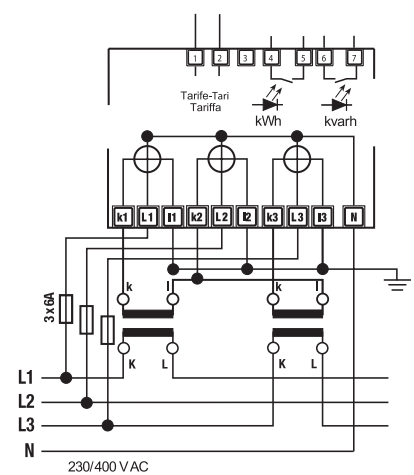 1 2 3 4 5 6 7
Tarife-Tari
Tariffa
kWh
kvarh
k1 L1 l1 k2 L2 l2 k3 L3 l3 N
k l k l
3 x 6A
K L K L
L1
L2
L3
N
230/400 V AC